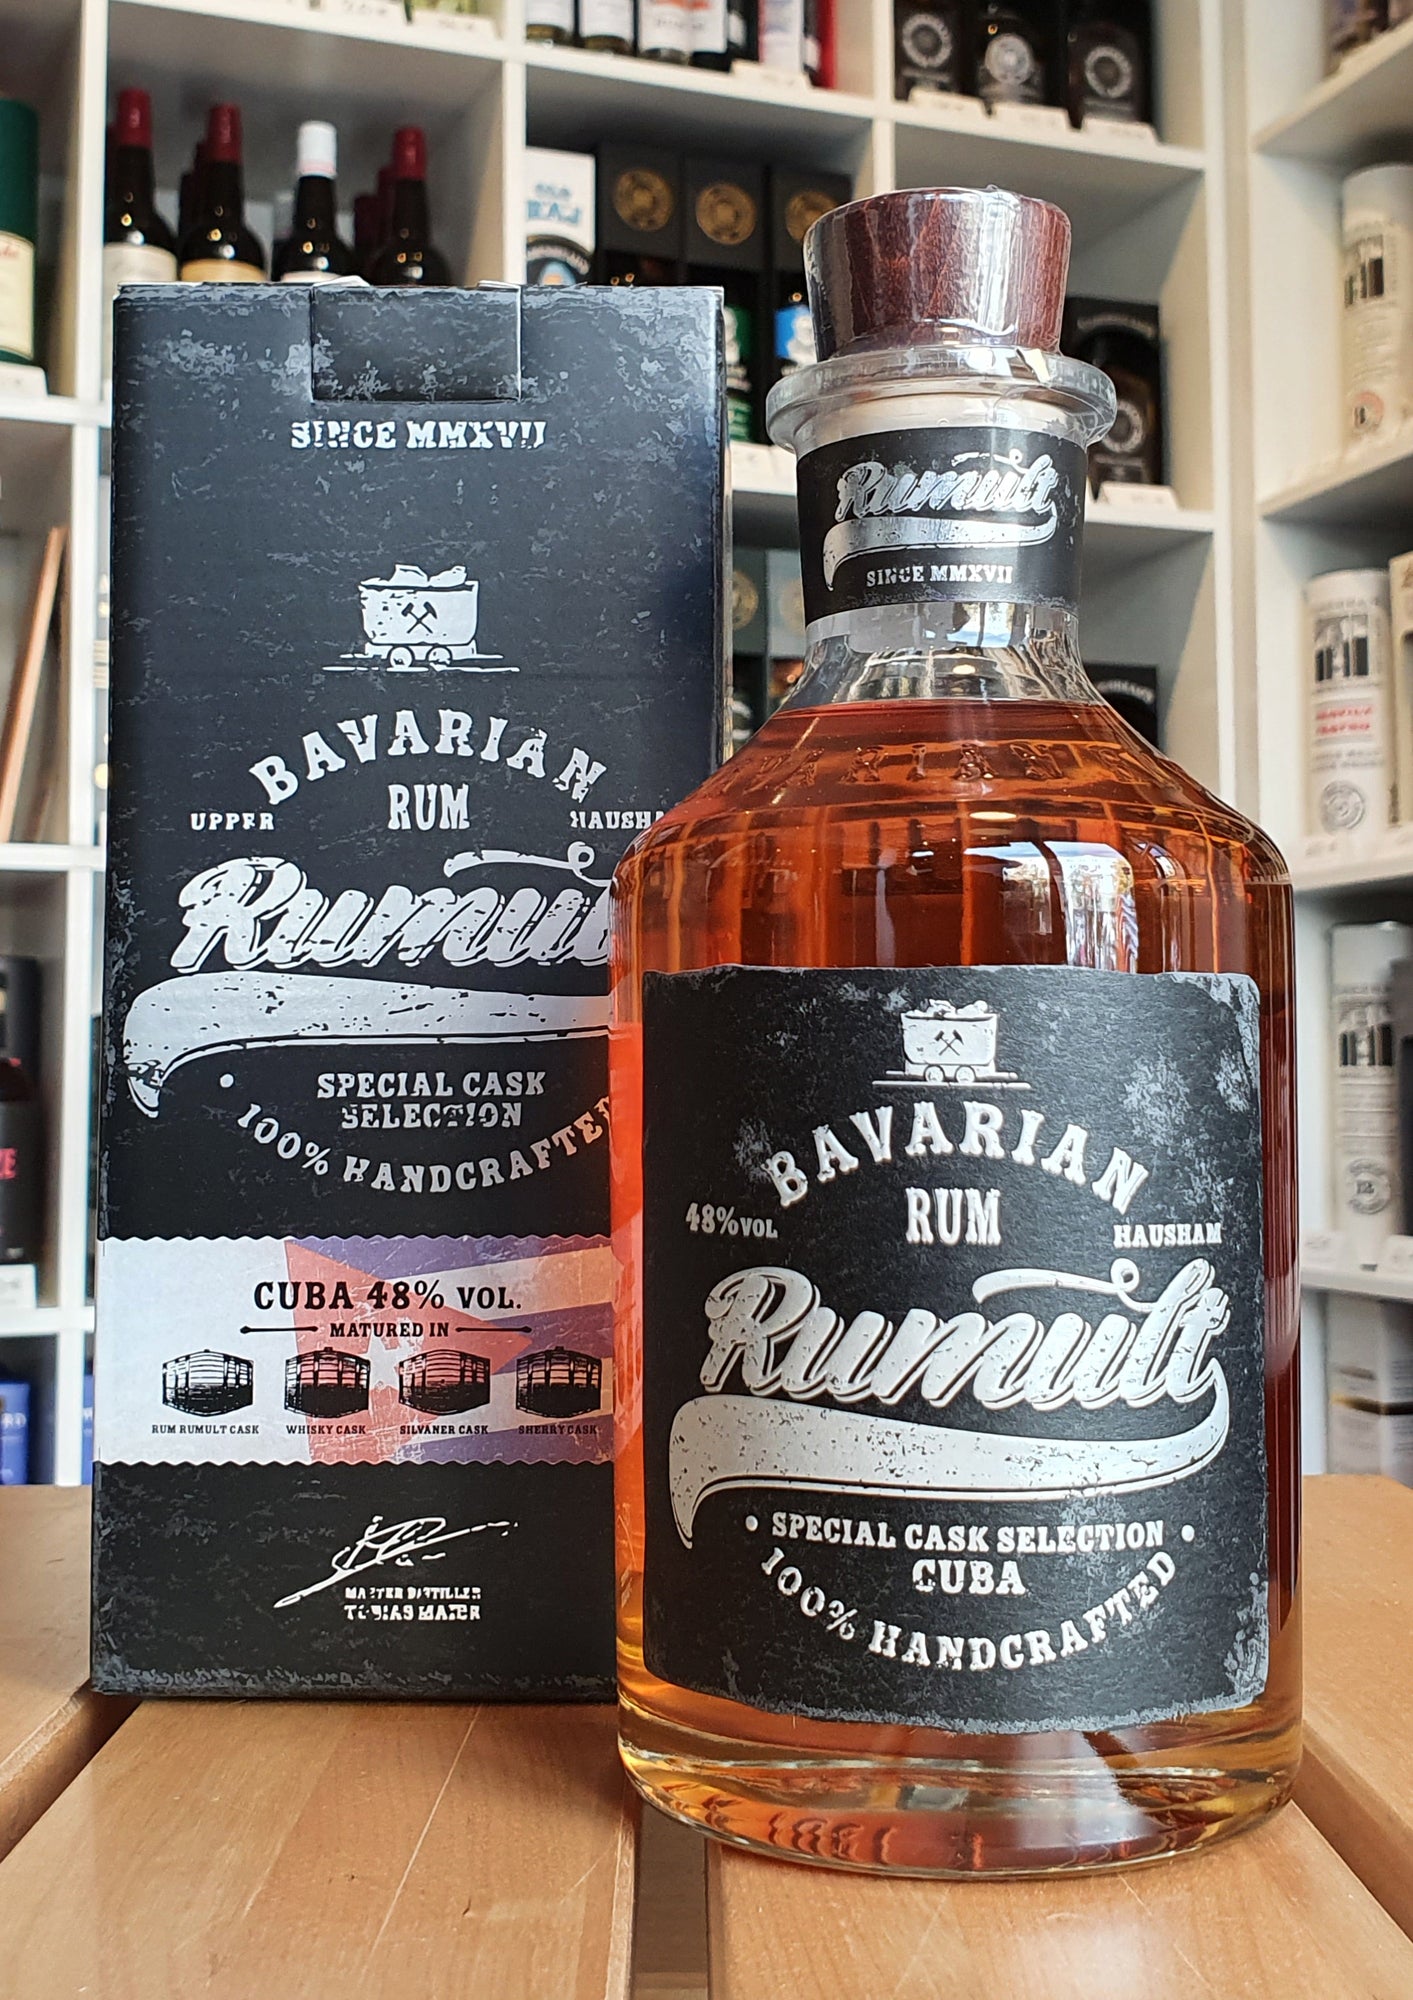 SINCE MMXVII
BAVARIAN
RUM
UPPER
HAUSHA
Rumult
SPECIAL CASK
SELECTION
100% HANDCRAFTED
CUBA 48% VOL.
MATURED IN
RUM RUMULT CASK WHISKY CASK SILVANER CASK SHERRY CASK
MASTER DISTILLER
TOBIAS MAIER
Rumult
SINCE MMXVII
BAVARIAN
BAVARIAN
RUM
48% VOL
HAUSHAM
Rumult
• SPECIAL CASK SELECTION •
CUBA
100% HANDCRAFTED